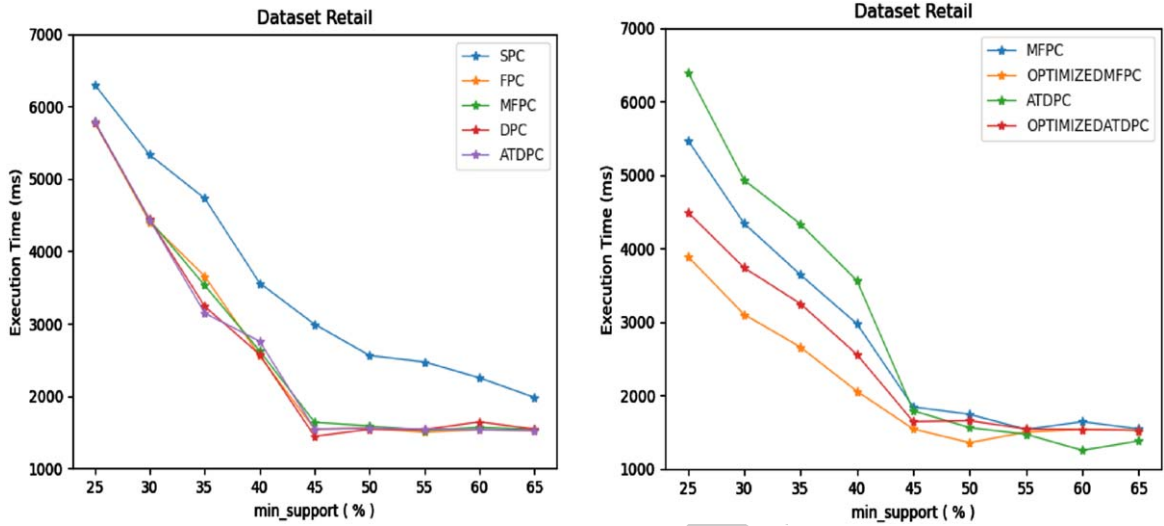 Dataset Retail
7000
6000
5000
4000
3000
2000
1000
Execution Time (ms)
SPC
FPC
MFPC
DPC
ATDPC
25 30 35 40 45 50 55 60 65
min_support ( % )
Dataset Retail
7000
6000
5000
4000
3000
2000
1000
Execution Time (ms)
MFPC
OPTIMIZEDMFPC
ATDPC
OPTIMIZEDATDPC
25 30 35 40 45 50 55 60 65
min_support ( % )